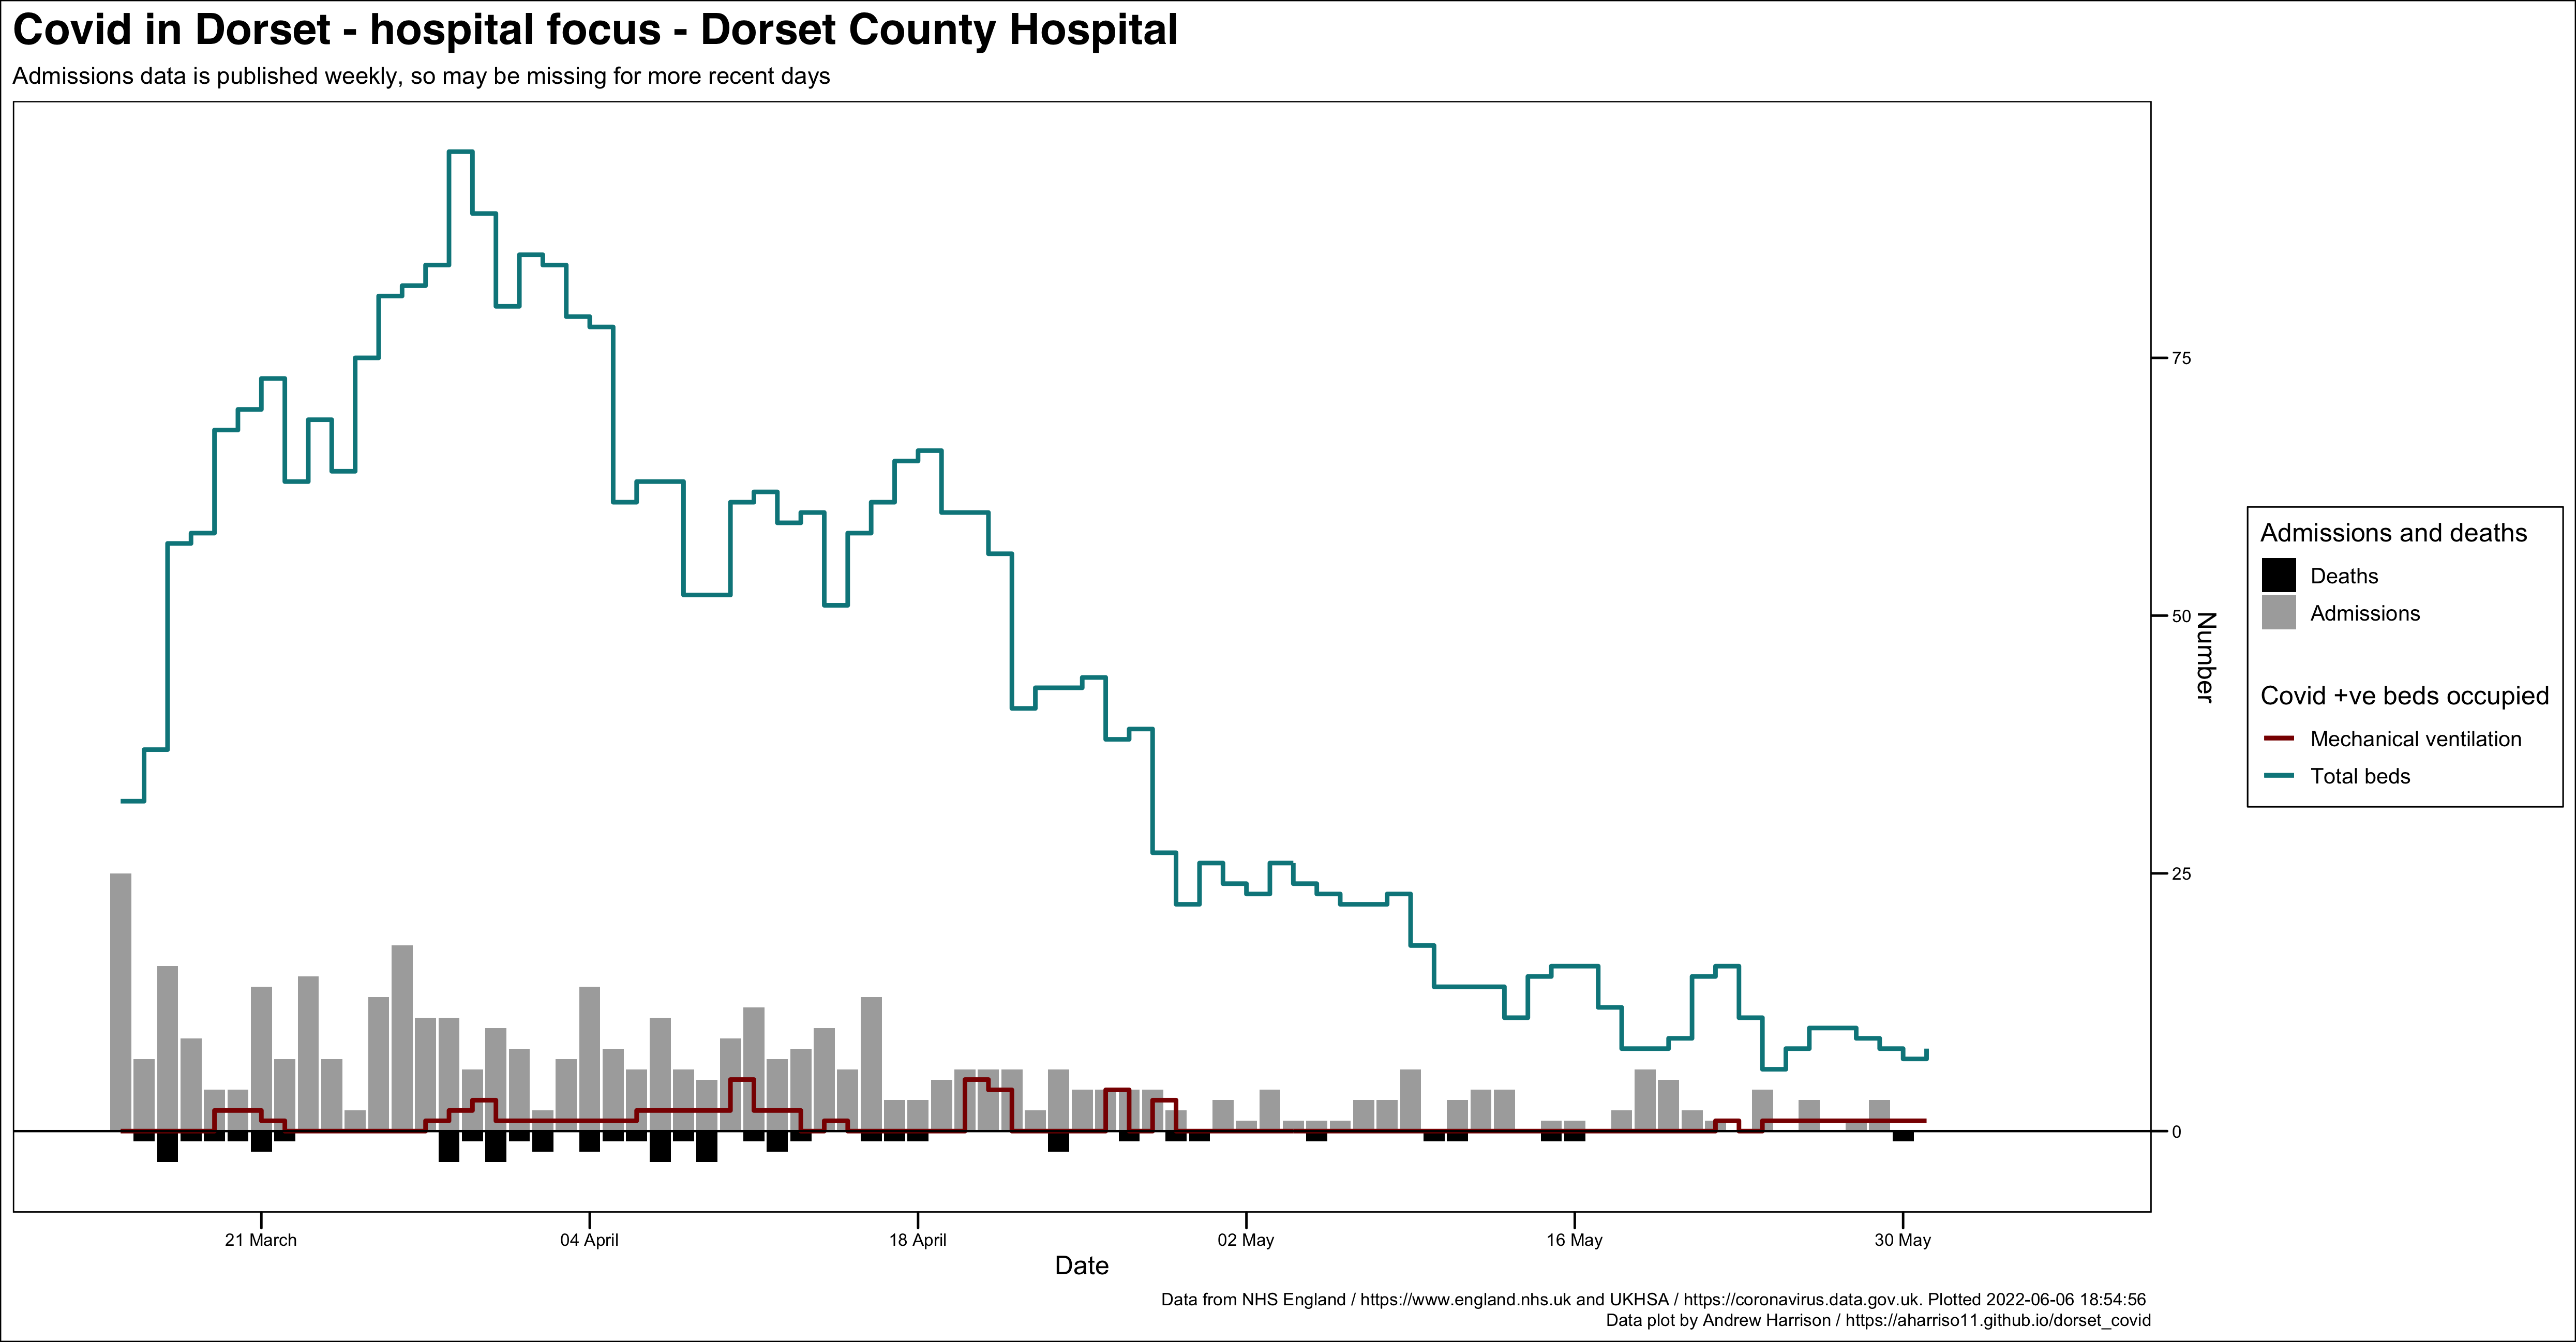 Covid in Dorset - hospital focus - Dorset County Hospital
Admissions data is published weekly, so may be missing for more recent days
75
50
25
0
Number
Admissions and deaths
Deaths
Admissions
Covid +ve beds occupied
Mechanical ventilation
Total beds
21 March
04 April
18 April
02 May
16 May
30 May
Date
Data from NHS England / https://www.england.nhs.uk and UKHSA / https://coronavirus.data.gov.uk. Plotted 2022-06-06 18:54:56
Data plot by Andrew Harrison / https://aharriso11.github.io/dorset_covid